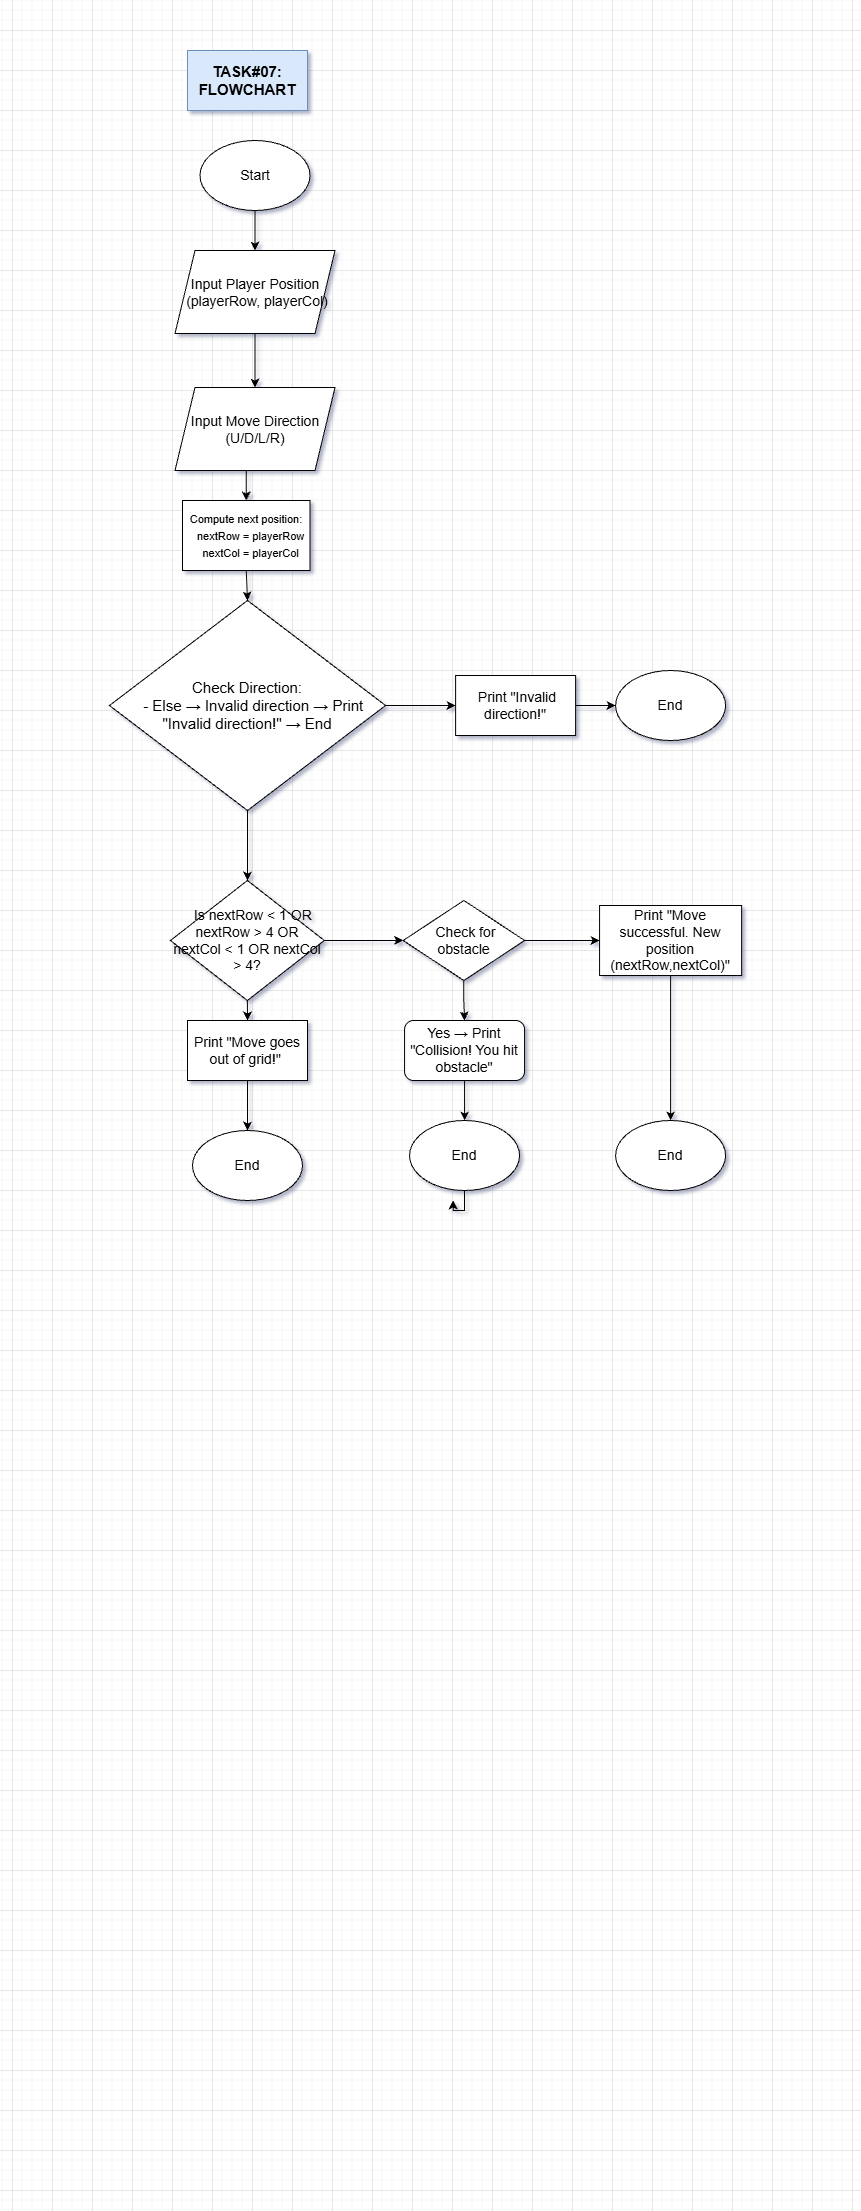 TASK#07:
FLOWCHART
Start
Input Player Position
(playerRow, playerCol)
Input Move Direction
(U/D/L/R)
Compute next position:
nextRow = playerRow
nextCol = playerCol
Check Direction:
- Else → Invalid direction → Print
"Invalid direction!" → End
Print "Invalid
direction!"
End
Is nextRow < 1 OR
nextRow > 4 OR
nextCol < 1 OR nextCol
> 4?
Check for
obstacle
Print "Move
successful. New
position
(nextRow,nextCol)"
Print "Move goes
out of grid!"
Yes → Print
"Collision! You hit
obstacle"
End
End
End